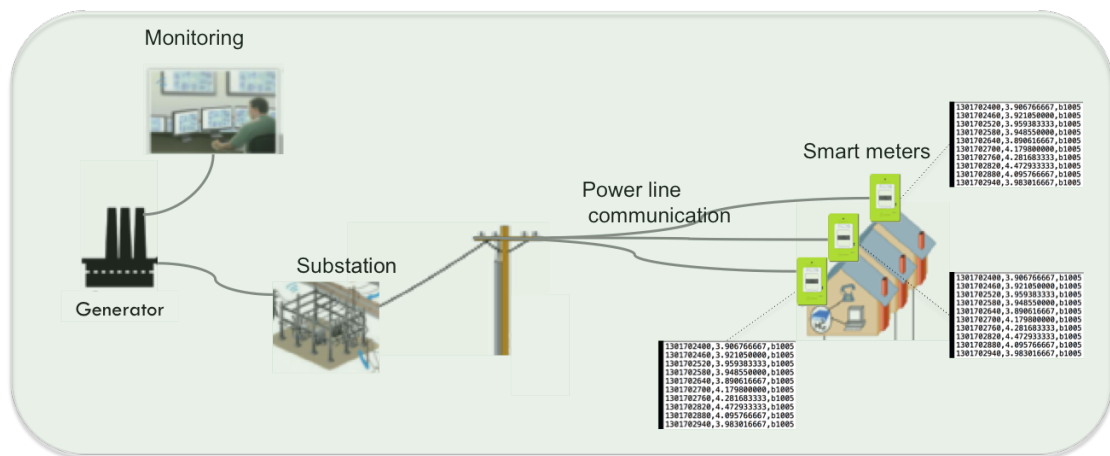 Monitoring
1301702400,3.906766667,b1005
1301702460,3.921050000,b1005
1301702520,3.959383333,b1005
1301702580,3.948550000,b1005
1301702640,3.890616667,b1005
1301702700,4.179800000,b1005
1301702760,4.281683333,b1005
1301702820,4.472933333,b1005
1301702880,4.095766667,b1005
1301702940,3.983016667,b1005
Smart meters
Power line
communication
Substation
Generator
1301702400,3.906766667,b1005
1301702460,3.921050000,b1005
1301702520,3.959383333,b1005
1301702580,3.948550000,b1005
1301702640,3.890616667,b1005
1301702700,4.179800000,b1005
1301702760,4.281683333,b1005
1301702820,4.472933333,b1005
1301702880,4.095766667,b1005
1301702940,3.983016667,b1005
1301702400,3.906766667,b1005
1301702460,3.921050000,b1005
1301702520,3.959383333,b1005
1301702580,3.948550000,b1005
1301702640,3.890616667,b1005
1301702700,4.179800000,b1005
1301702760,4.281683333,b1005
1301702820,4.472933333,b1005
1301702880,4.095766667,b1005
1301702940,3.983016667,b1005